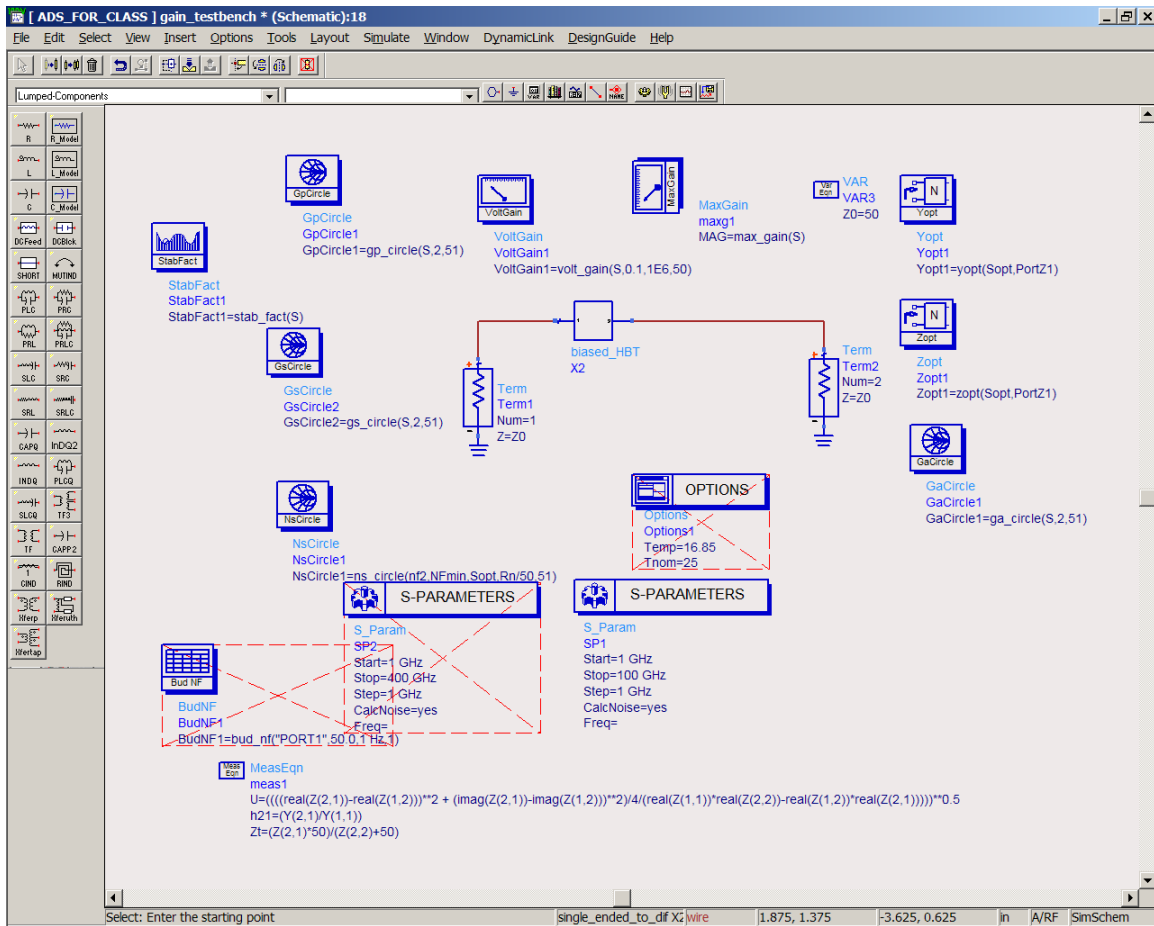 [ ADS_FOR_CLASS ] gain_testbench * (Schematic):18
File Edit Select View Insert Options Tools Layout Simulate Window DynamicLink DesignGuide Help
VAR
NAME
Lumped-Components
R
R_Model
L
L_Model
C
C_Model
DCFeed
DCBlck
SHORT
MUTIND
PLC
PRC
PRL
PRLC
SLC
SRC
SRL
SRLC
CAPQ
InDQ2
INDQ
PLCQ
SLCQ
TF3
TF
CAPP2
CIND
RIND
Xferp
Xferuth
Xfertap
GpCircle
GpCircle
GpCircle1
GpCircle1=gp_circle(S,2,51)
VoltGain
VoltGain
VoltGain1
VoltGain1=volt_gain(S,0.1,1E6,50)
MaxGain
MaxGain
maxg1
MAG=max_gain(S)
Var
Eqn
VAR
VAR3
Z0=50
N
Yopt
Yopt
Yopt1
Yopt1=yopt(Sopt,PortZ1)
StabFact
StabFact
StabFact1
StabFact1=stab_fact(S)
biased_HBT
X2
GsCircle
GsCircle
GsCircle2
GsCircle2=gs_circle(S,2,51)
Term
Term1
Num=1
Z=Z0
Term
Term2
Num=2
Z=Z0
N
Zopt
Zopt
Zopt1
Zopt1=zopt(Sopt,PortZ1)
GaCircle
GaCircle
GaCircle1
GaCircle1=ga_circle(S,2,51)
NsCircle
NsCircle
NsCircle1
NsCircle1=ns_circle(nf2,NFmin,Sopt,Rn/50,51)
OPTIONS
Options
Options1
Temp=16.85
Tnom=25
S-PARAMETERS
S_Param
SP2
Start=1 GHz
Stop=400 GHz
Step=1 GHz
CalcNoise=yes
Freq=
S-PARAMETERS
S_Param
SP1
Start=1 GHz
Stop=100 GHz
Step=1 GHz
CalcNoise=yes
Freq=
Bud NF
BudNF
BudNF1
BudNF1=bud_nf("PORT1",50.0,1 Hz,1)
Meas
Eqn
MeasEqn
meas1
U=((((real(Z(2,1))-real(Z(1,2)))**2 + (imag(Z(2,1))-imag(Z(1,2)))**2)/4/(real(Z(1,1))*real(Z(2,2))-real(Z(1,2))*real(Z(2,1)))))**0.5
h21=(Y(2,1)/Y(1,1))
Zt=(Z(2,1)*50)/(Z(2,2)+50)
Select: Enter the starting point
single_ended_to_dif X2 wire 1.875, 1.375 -3.625, 0.625 in A/RF SimSchem